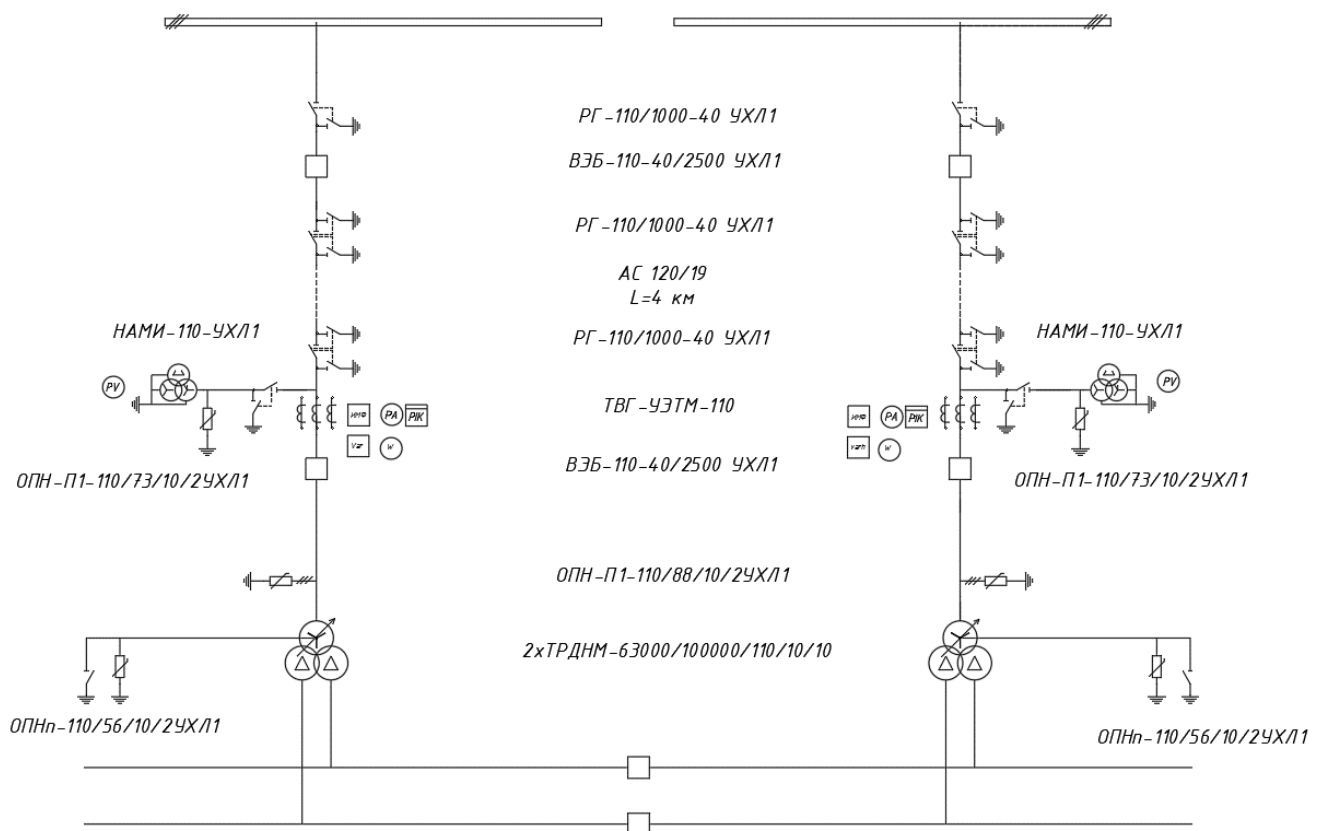 РГ-110/1000-40 УХЛ1
ВЭБ-110-40/2500 УХЛ1
РГ-110/1000-40 УХЛ1
АС 120/19
L=4 км
НАМИ-110-УХЛ1
РГ-110/1000-40 УХЛ1
НАМИ-110-УХЛ1
PV
PV
ТВГ-УЭТМ-110
ИМФ
PA
PIK
ИМФ
PA
PIK
Var
W
varh
W
ОПН-П1-110/73/10/2УХЛ1
ВЭБ-110-40/2500 УХЛ1
ОПН-П1-110/73/10/2УХЛ1
ОПН-П1-110/88/10/2УХЛ1
2хТРДНМ-63000/100000/110/10/10
ОПНп-110/56/10/2УХЛ1
ОПНп-110/56/10/2УХЛ1